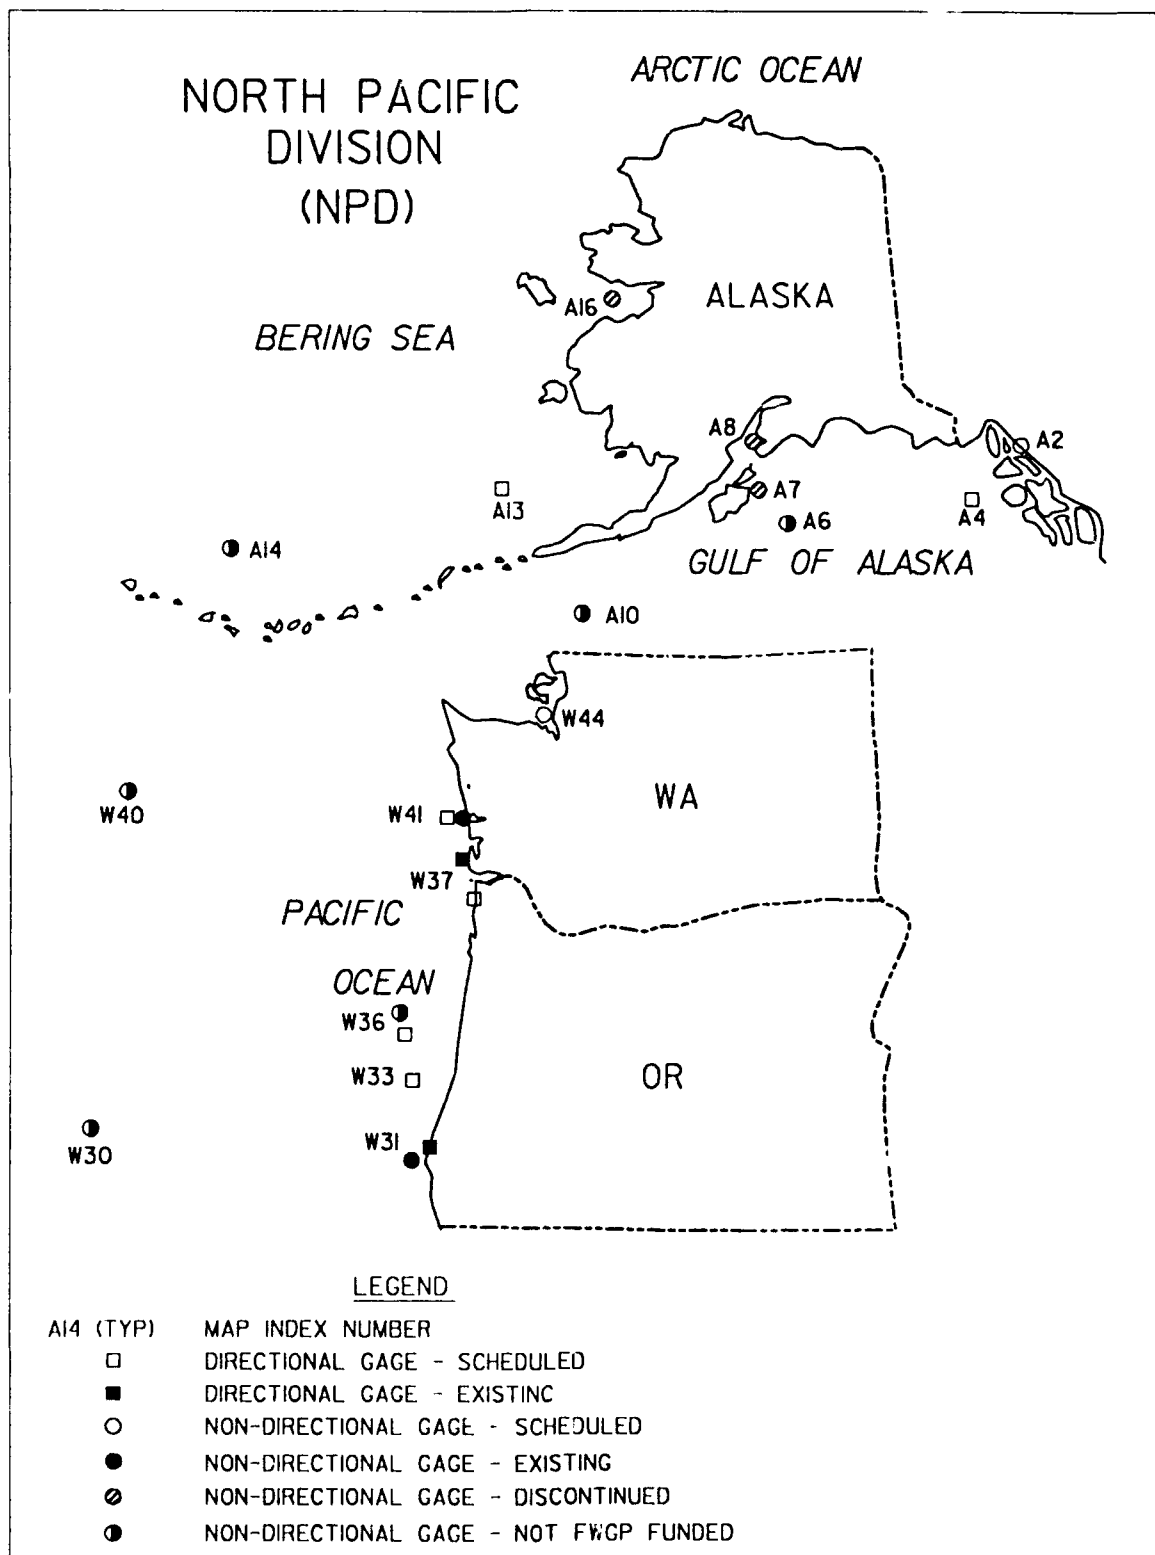 NORTH PACIFIC
DIVISION
(NPD)
ARCTIC OCEAN
ALASKA
A16
BERING SEA
A8
A2
A7
A13
A6
A4
A14
GULF OF ALASKA
A10
W44
WA
W40
W41
W37
PACIFIC
OCEAN
W36
W33
OR
W31
W30
LEGEND
A14 (TYP) MAP INDEX NUMBER
DIRECTIONAL GAGE - SCHEDULED
DIRECTIONAL GAGE - EXISTINC
NON-DIRECTIONAL GAGE - SCHEDULED
NON-DIRECTIONAL GAGE - EXISTING
NON-DIRECTIONAL GAGE - DISCONTINUED
NON-DIRECTIONAL GAGE - NOT FWGP FUNDED